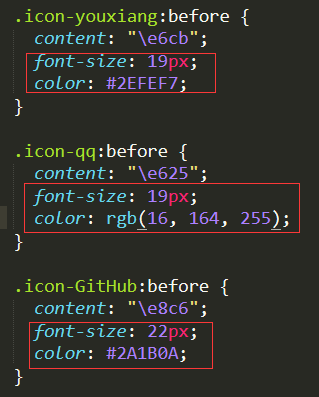 .icon-youxiang:before {
content: "\e6cb";
font-size: 19px;
color: #2EFEF7;
}
.icon-qq:before {
content: "\e625";
font-size: 19px;
color: rgb(16, 164, 255);
}
.icon-GitHub:before {
content: "\e8c6";
font-size: 22px;
color: #2A1B0A;
}